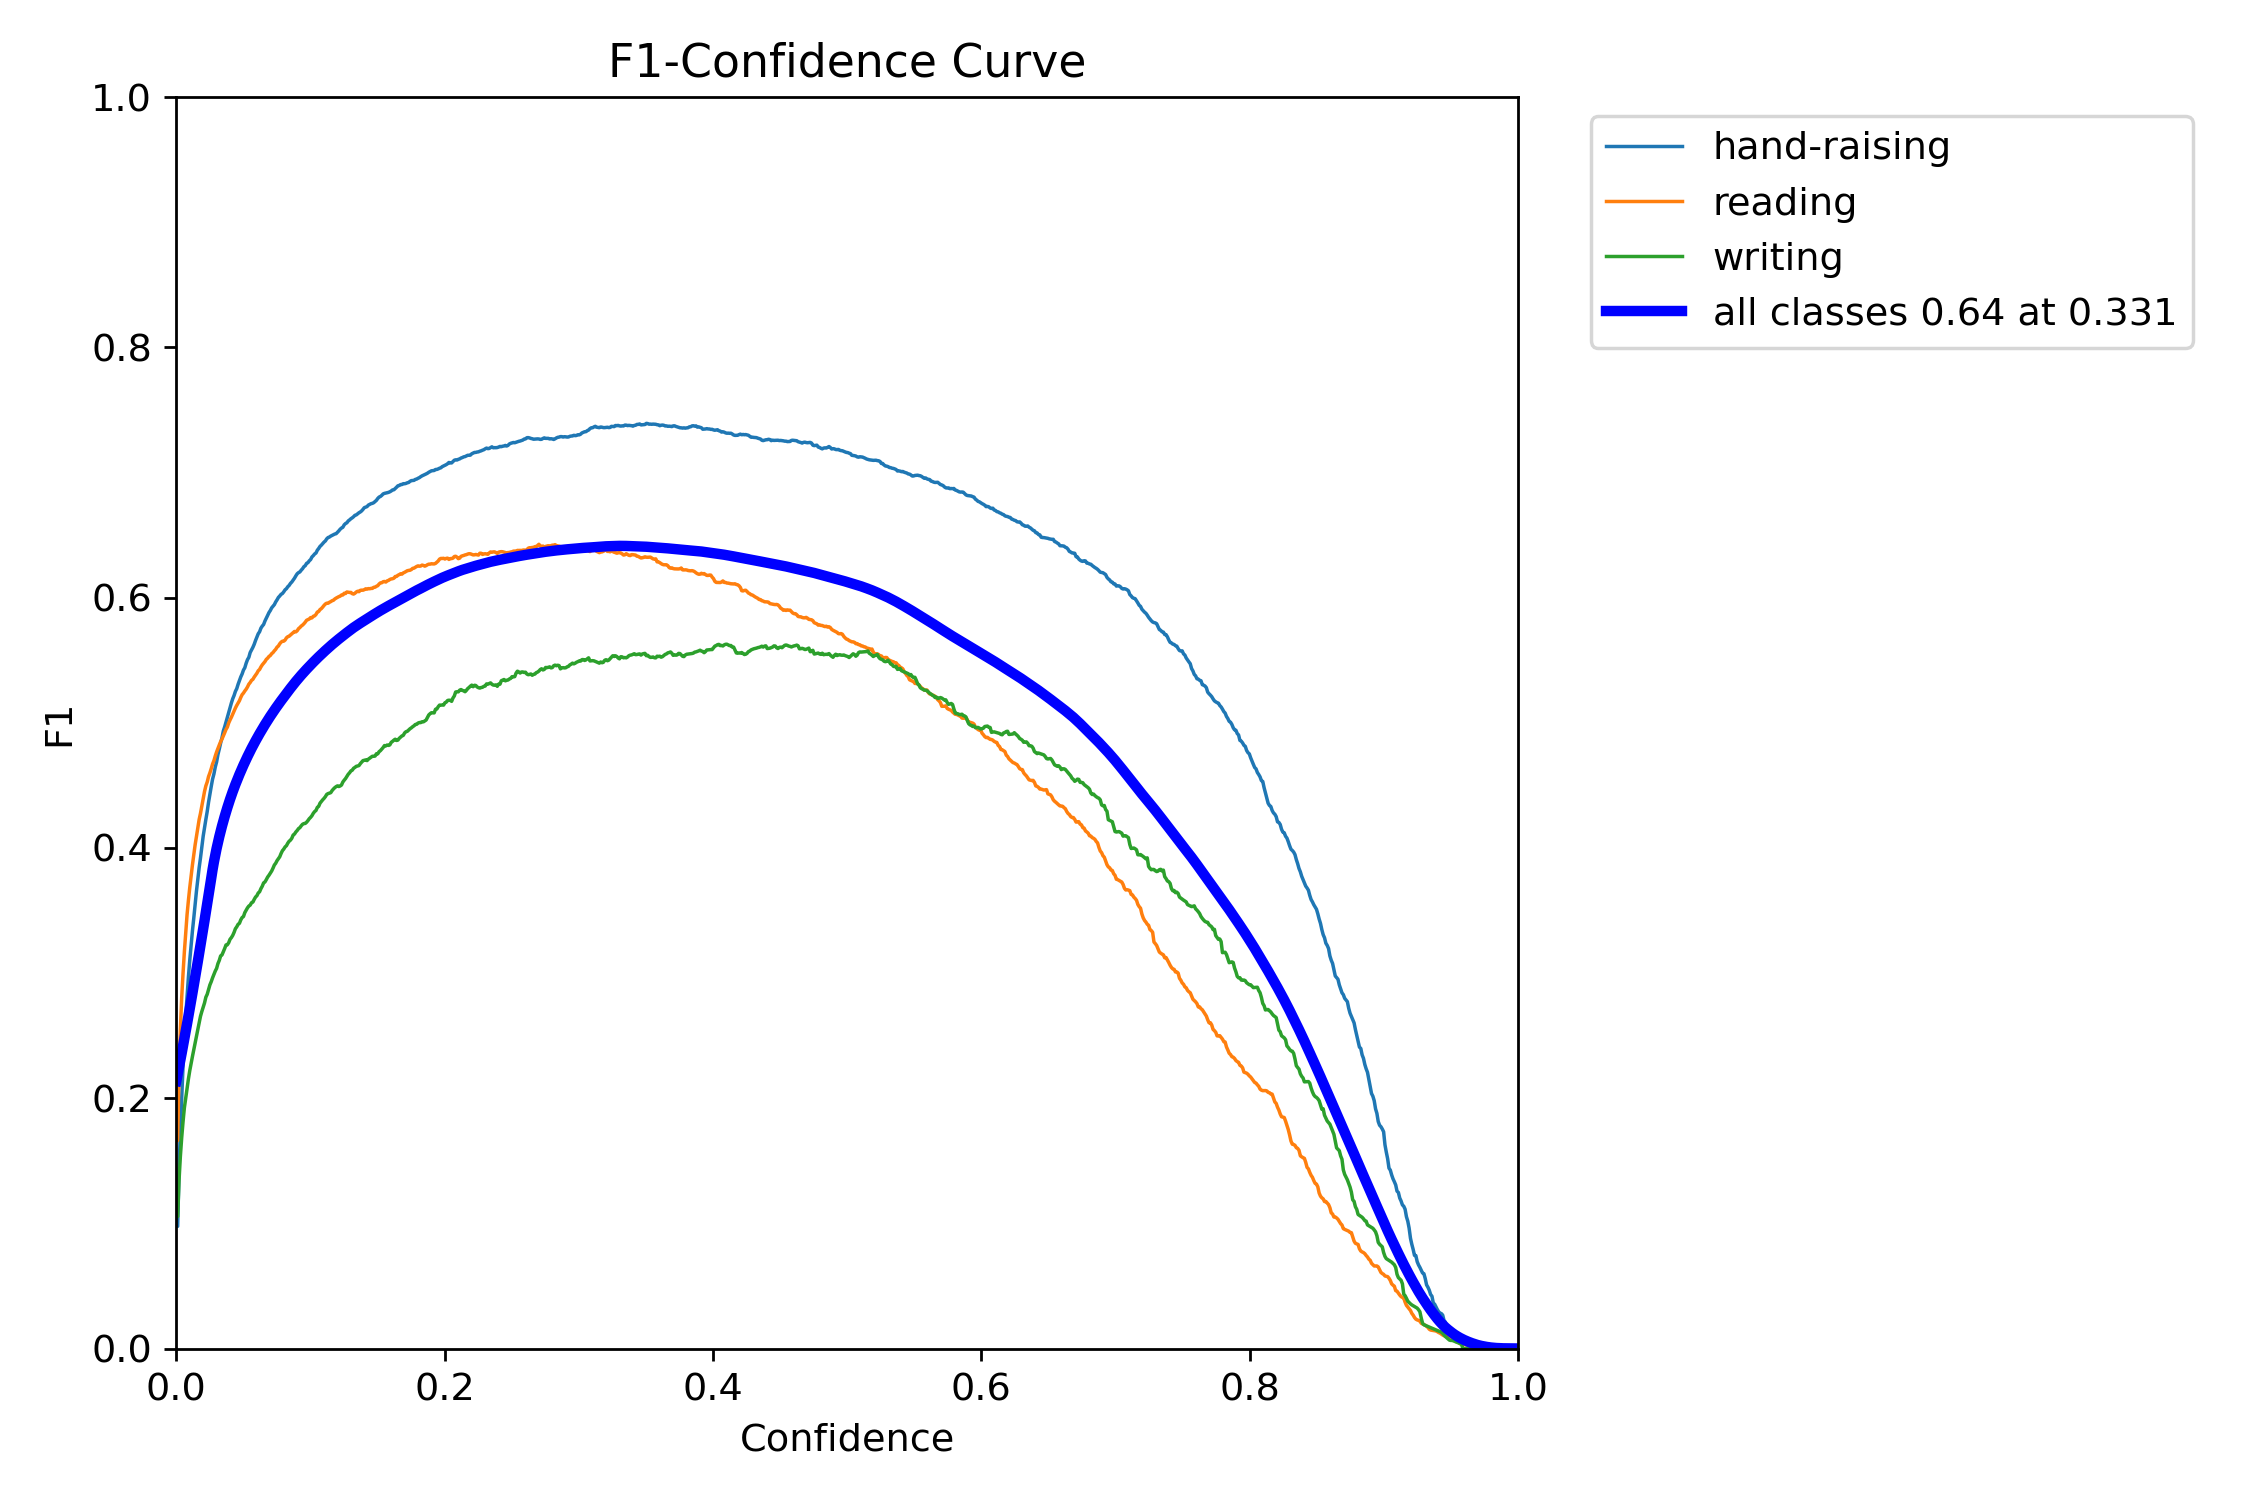 F1-Confidence Curve
1.0
0.8
0.6
0.4
0.2
0.0
F1
0.0 0.2 0.4 0.6 0.8 1.0
Confidence
hand-raising
reading
writing
all classes 0.64 at 0.331